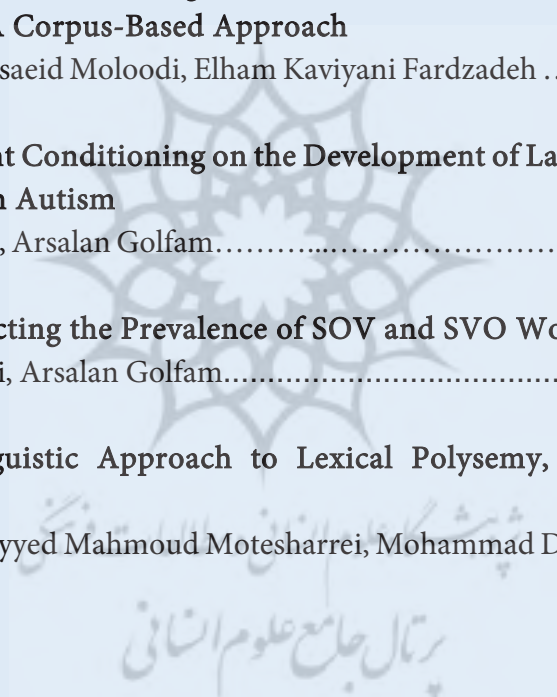 A Corpus-Based Approach
saeid Moloodi, Elham Kaviyani Fardzadeh ..
nt Conditioning on the Development of La
n Autism
, Arsalan Golfam………...………………………
cting the Prevalence of SOV and SVO Wo
i, Arsalan Golfam..........................................
guistic Approach to Lexical Polysemy,
yyed Mahmoud Motesharrei, Mohammad D
پژوهشگاه علوم انسانی و مطالعات فرهنگی
پرتال جامع علوم انسانی